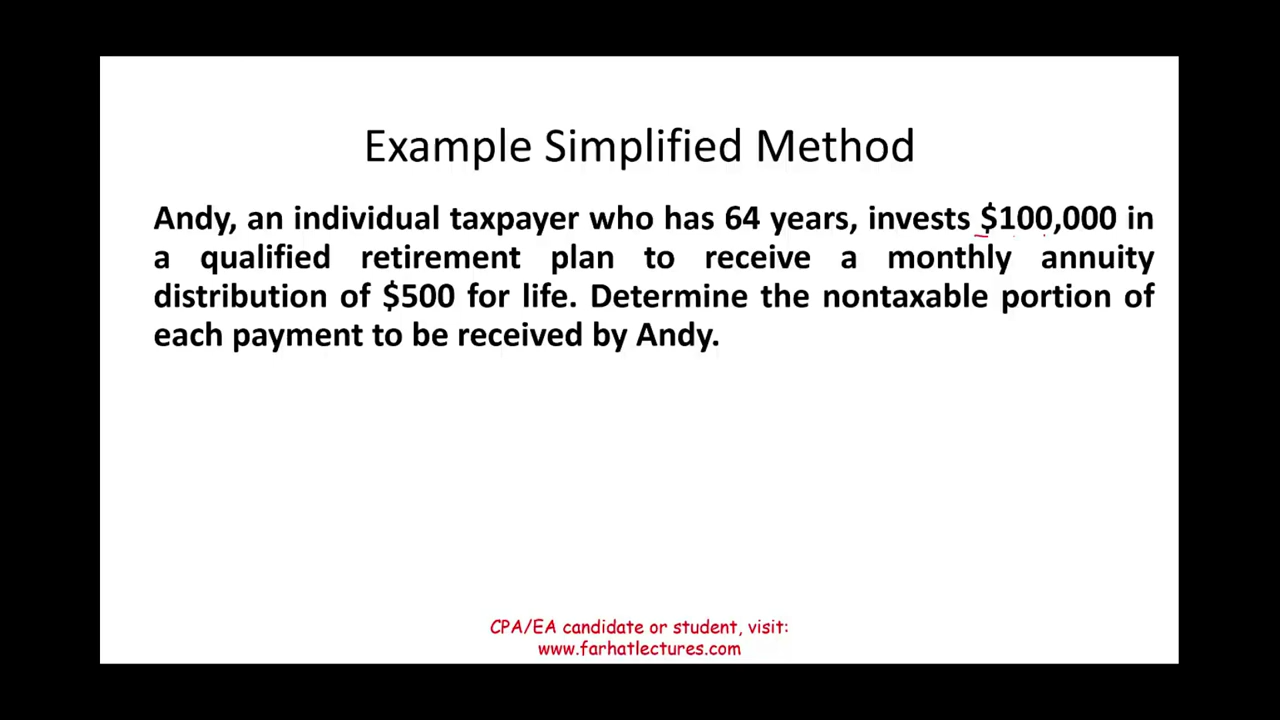 Example Simplified Method
Andy, an individual taxpayer who has 64 years, invests $100,000 in
a qualified retirement plan to receive a monthly annuity
distribution of $500 for life. Determine the nontaxable portion of
each payment to be received by Andy.
CPA/EA candidate or student, visit:
www.farhatlectures.com